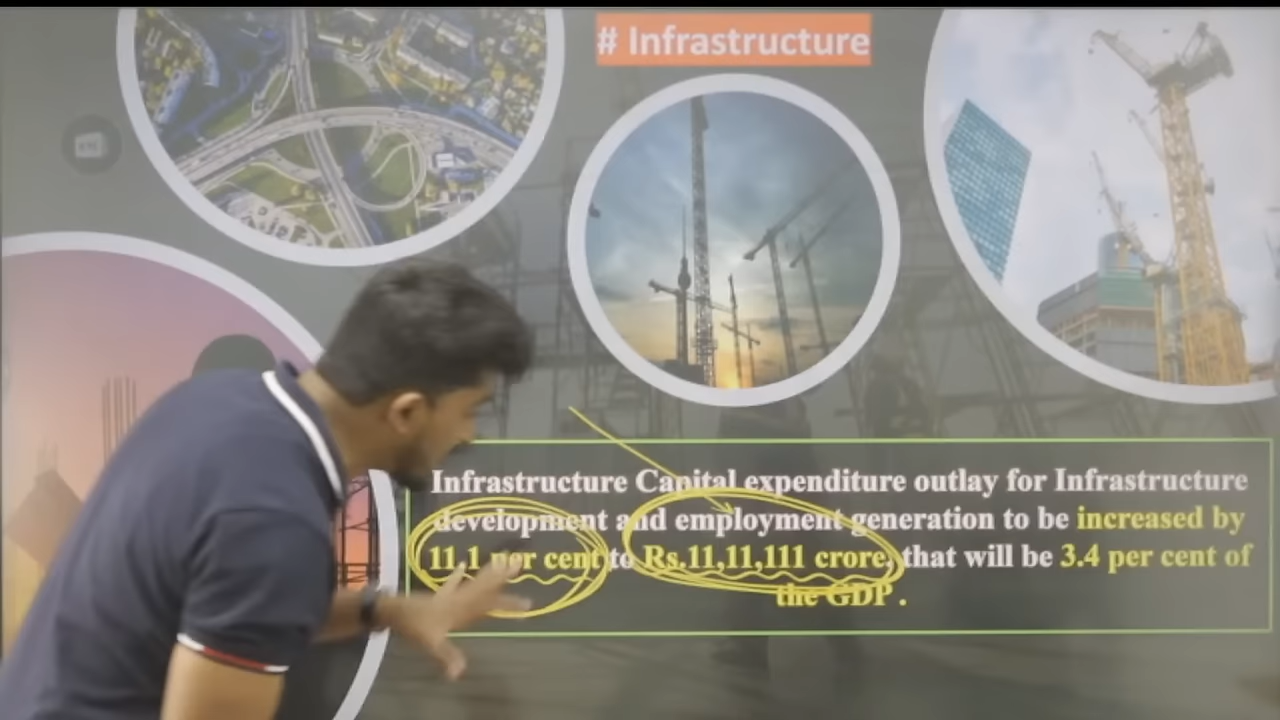 # Infrastructure
Infrastructure Capital expenditure outlay for Infrastructure
development and employment generation to be increased by
11.1 per cent to Rs.11,11,111 crore, that will be 3.4 per cent of
the GDP .